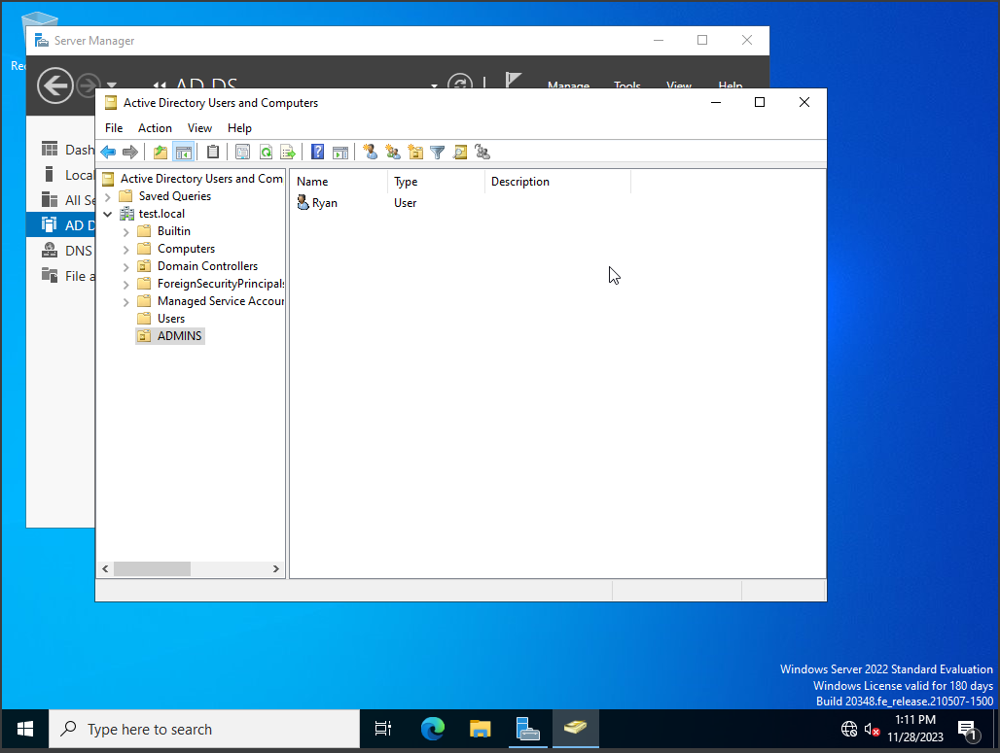 Rec
Server Manager
AD DS
Manage
Tools
View
Help
Dash
Local
All Se
AD D
DNS
File a
Active Directory Users and Computers
File Action View Help
Active Directory Users and Com
Saved Queries
test.local
Builtin
Computers
Domain Controllers
ForeignSecurityPrincipals
Managed Service Accour
Users
ADMINS
Name Type Description
Ryan User
Windows Server 2022 Standard Evaluation
Windows License valid for 180 days
Build 20348.fe_release.210507-1500
Type here to search
1:11 PM
11/28/2023
1